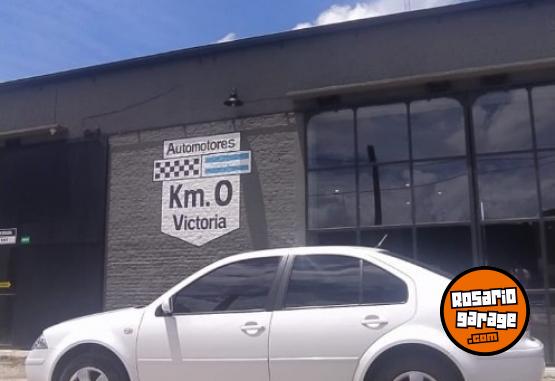 Automotores
Km. 0
Victoria
Rosario
garage
.com